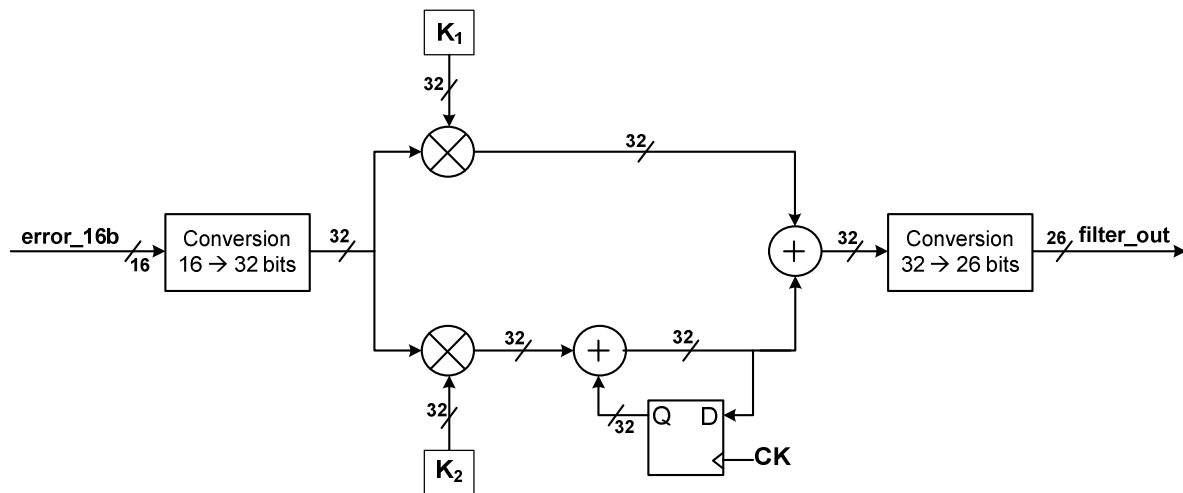 K₁
32
32
error_16b
16
Conversion
16 → 32 bits
32
32
Conversion
32 → 26 bits
26
filter_out
32
32
32
32
Q D
CK
K₂